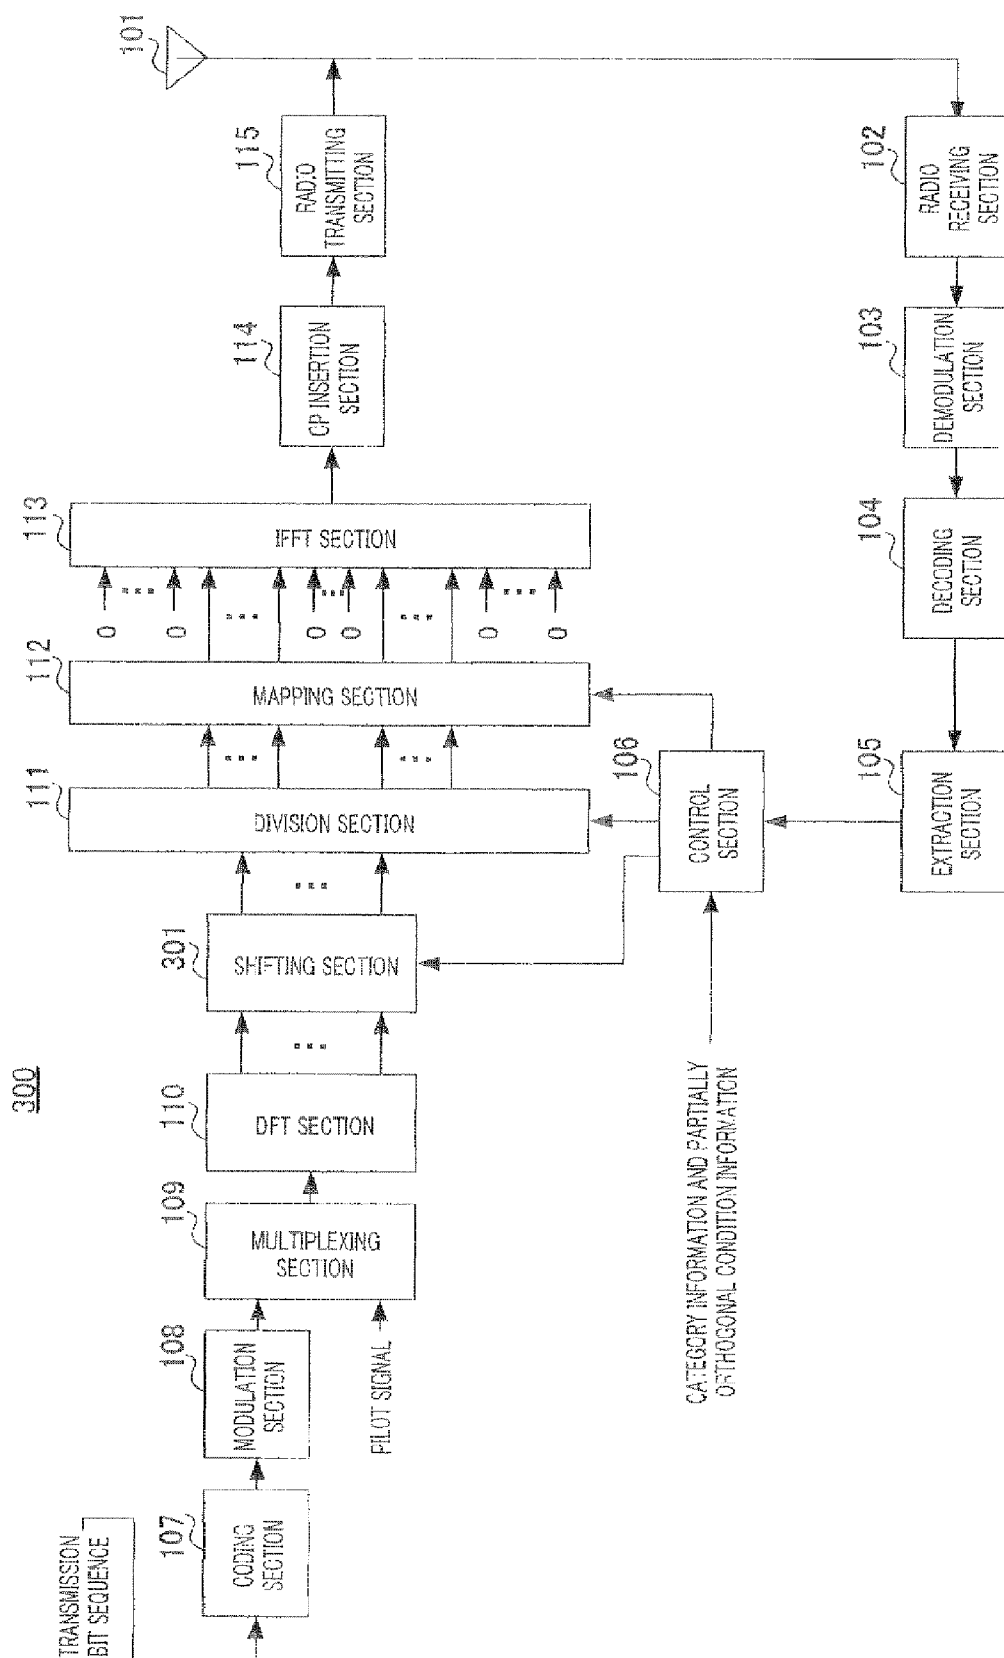 300
TRANSMISSION
BIT SEQUENCE
107
CODING
SECTION
108
MODULATION
SECTION
PILOT SIGNAL
109
MULTIPLEXING
SECTION
110
DFT SECTION
301
SHIFTING SECTION
111
DIVISION SECTION
112
MAPPING SECTION
0
0
0
0
0
0
113
IFFT SECTION
114
CP INSERTION
SECTION
115
RADIO
TRANSMITTING
SECTION
101
CATEGORY INFORMATION AND PARTIALLY
ORTHOGONAL CONDITION INFORMATION
106
CONTROL
SECTION
105
EXTRACTION
SECTION
104
DECODING
SECTION
103
DEMODULATION
SECTION
102
RADIO
RECEIVING
SECTION